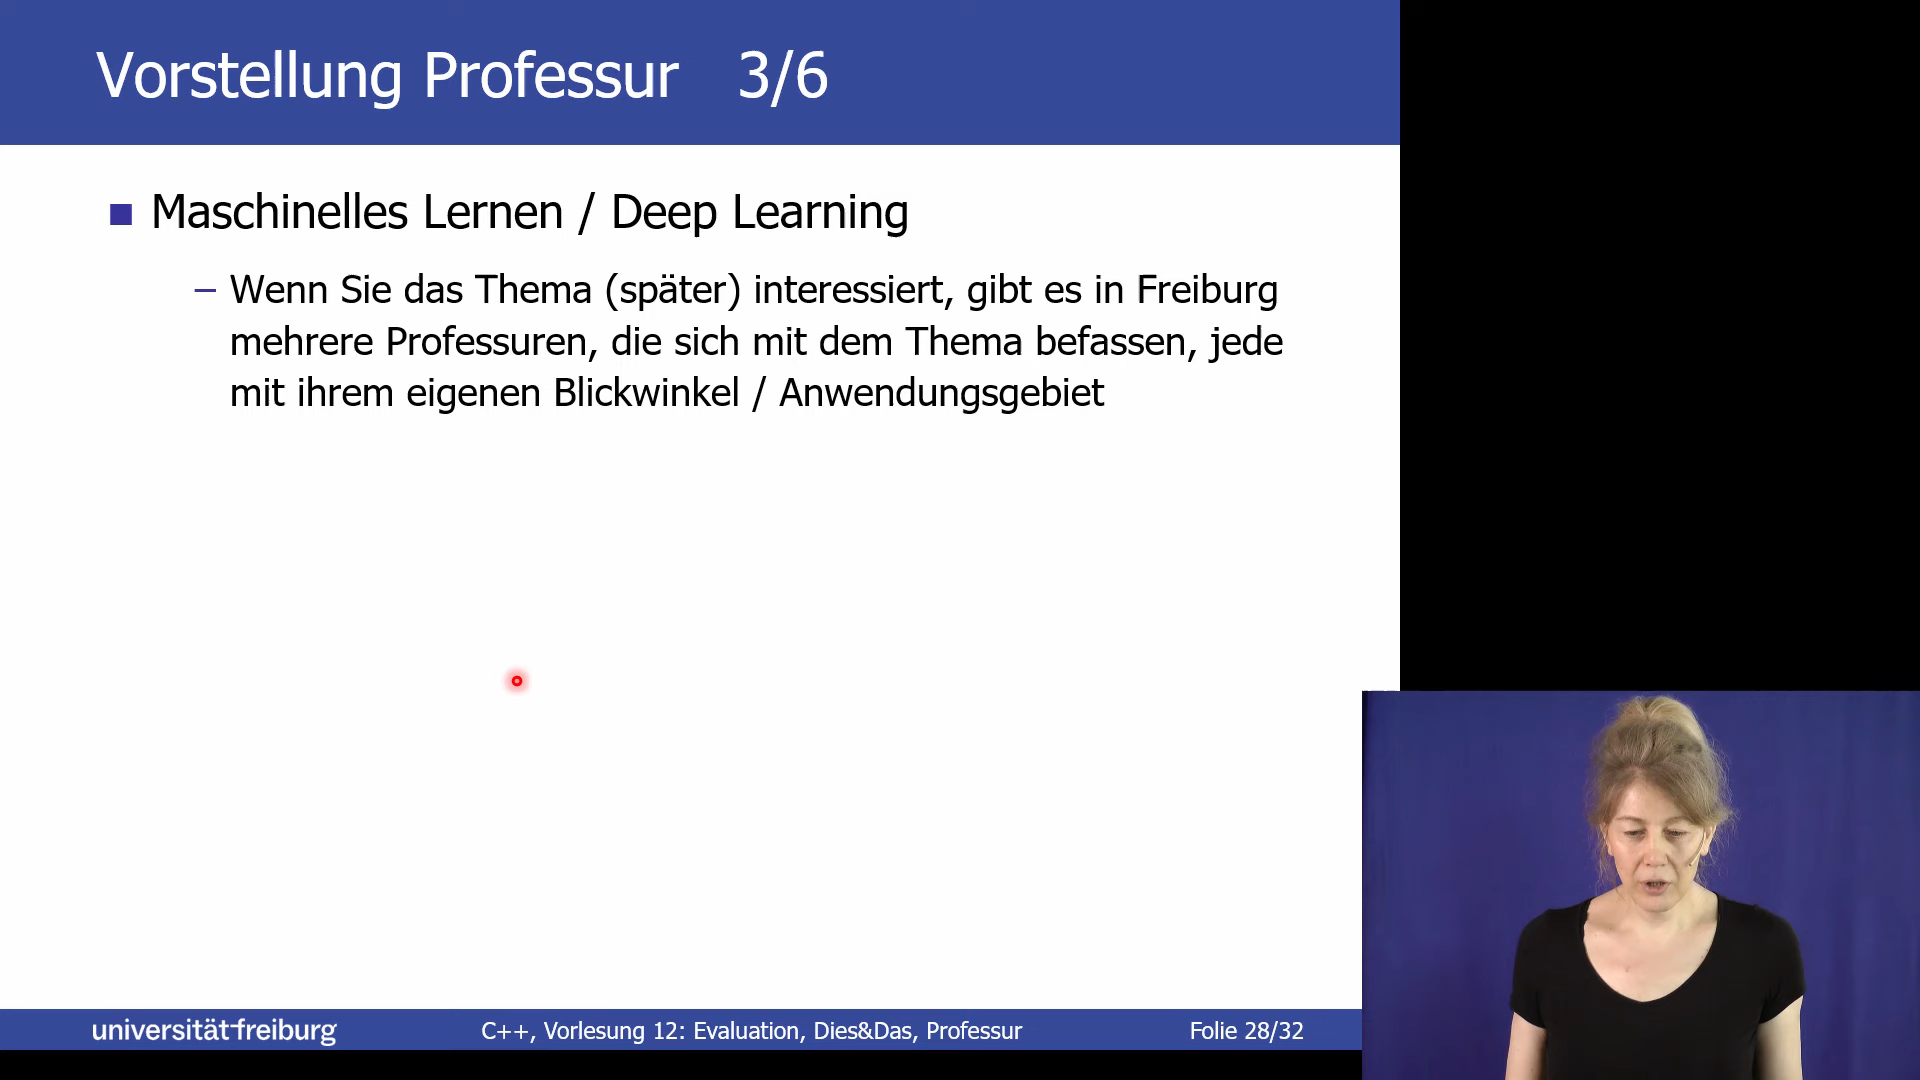 Vorstellung Professur 3/6
Maschinelles Lernen / Deep Learning
– Wenn Sie das Thema (später) interessiert, gibt es in Freiburg
mehrere Professuren, die sich mit dem Thema befassen, jede
mit ihrem eigenen Blickwinkel / Anwendungsgebiet
universität freiburg
C++, Vorlesung 12: Evaluation, Dies&Das, Professur
Folie 28/32